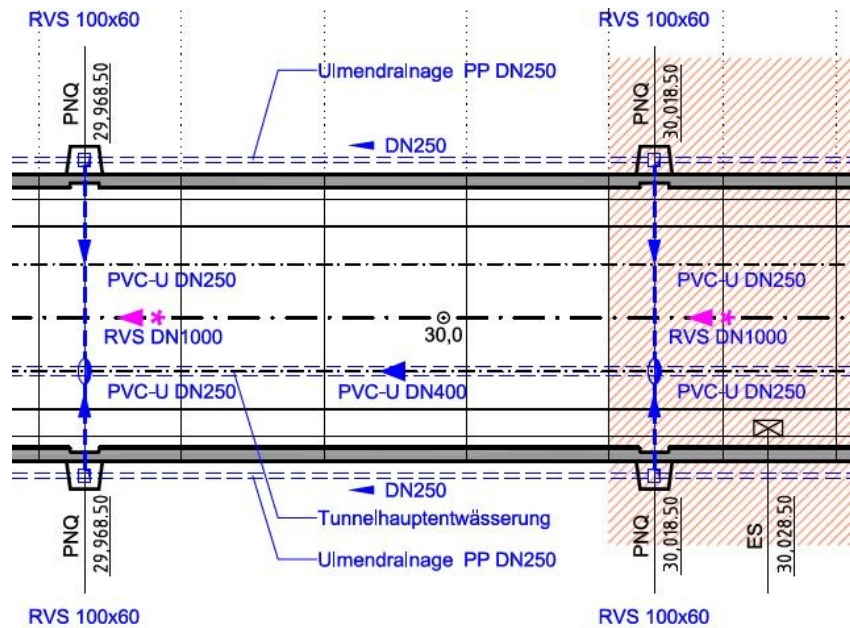 RVS 100x60
RVS 100x60
PNQ
29,968.50
Ulmendrainage PP DN250
PNQ
30,018.50
DN250
PVC-U DN250
PVC-U DN250
*
*
RVS DN1000
30,0
RVS DN1000
PVC-U DN250
PVC-U DN400
PVC-U DN250
DN250
PNQ
29,968.50
Tunnelhauptentwässerung
PNQ
30,018.50
ES
30,028.50
Ulmendrainage PP DN250
RVS 100x60
RVS 100x60